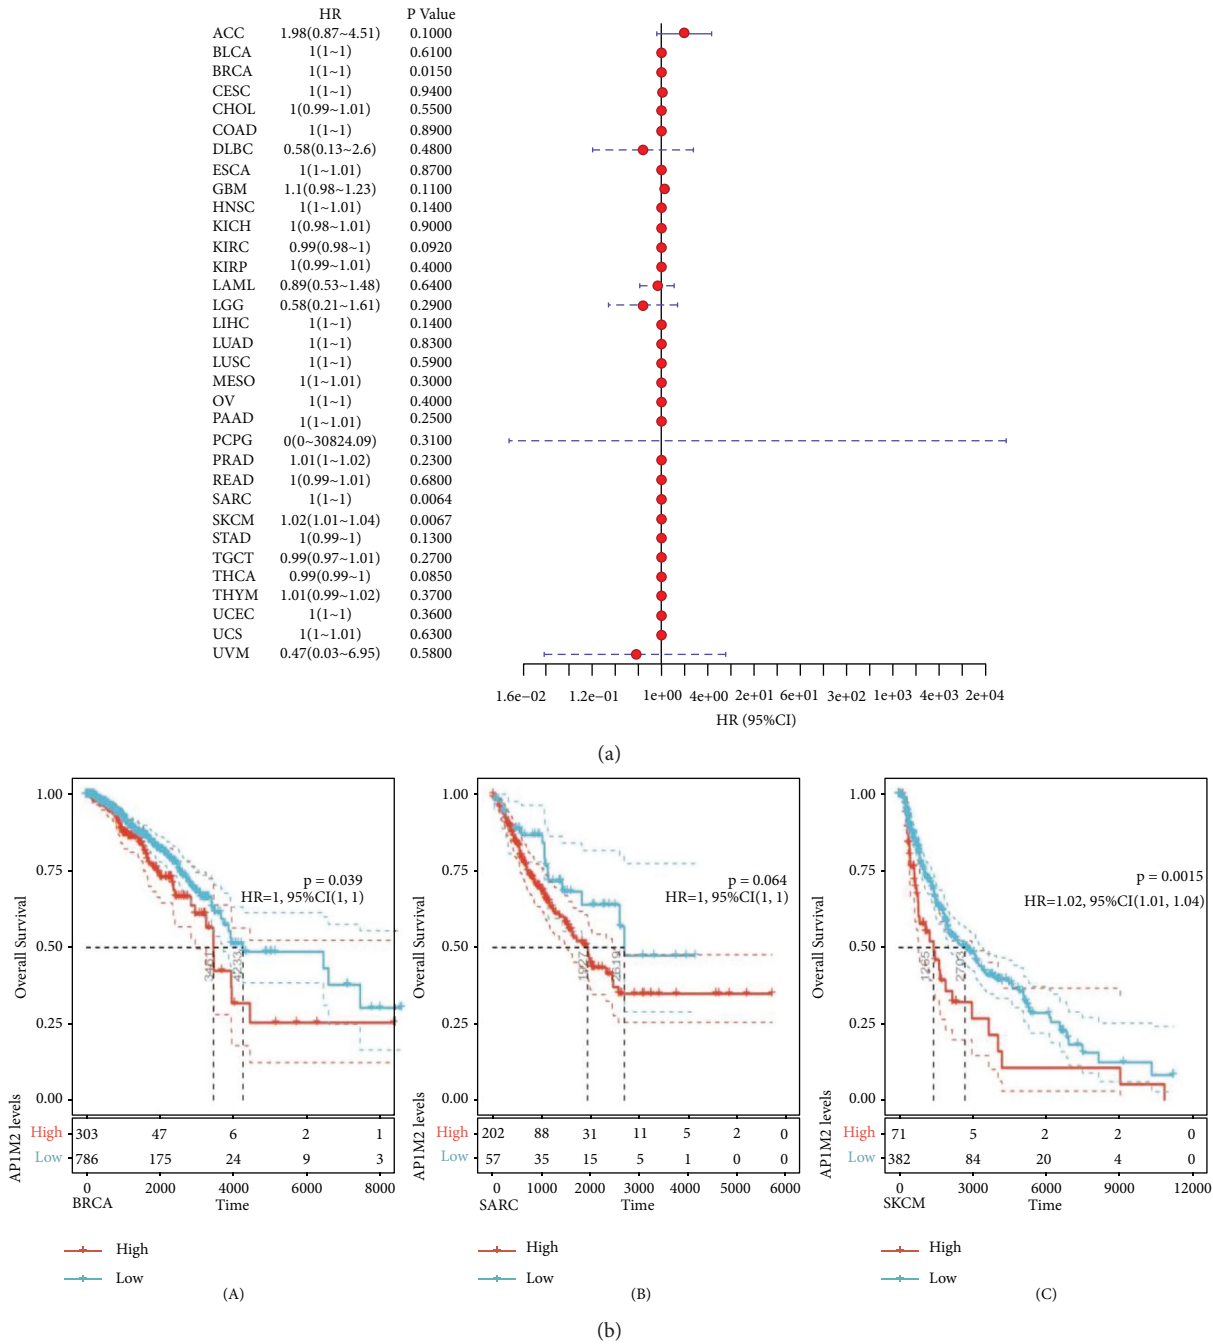 HR P Value
ACC 1.98(0.87~4.51) 0.1000
BLCA 1(1~1) 0.6100
BRCA 1(1~1) 0.0150
CESC 1(1~1) 0.9400
CHOL 1(0.99~1.01) 0.5500
COAD 1(1~1) 0.8900
DLBC 0.58(0.13~2.6) 0.4800
ESCA 1(1~1.01) 0.8700
GBM 1.1(0.98~1.23) 0.1100
HNSC 1(1~1.01) 0.1400
KICH 1(0.98~1.01) 0.9000
KIRC 0.99(0.98~1) 0.0920
KIRP 1(0.99~1.01) 0.4000
LAML 0.89(0.53~1.48) 0.6400
LGG 0.58(0.21~1.61) 0.2900
LIHC 1(1~1) 0.1400
LUAD 1(1~1) 0.8300
LUSC 1(1~1) 0.5900
MESO 1(1~1.01) 0.3000
OV 1(1~1) 0.4000
PAAD 1(1~1.01) 0.2500
PCPG 0(0~30824.09) 0.3100
PRAD 1.01(1~1.02) 0.2300
READ 1(0.99~1.01) 0.6800
SARC 1(1~1) 0.0064
SKCM 1.02(1.01~1.04) 0.0067
STAD 1(0.99~1) 0.1300
TGCT 0.99(0.97~1.01) 0.2700
THCA 0.99(0.99~1) 0.0850
THYM 1.01(0.99~1.02) 0.3700
UCEC 1(1~1) 0.3600
UCS 1(1~1.01) 0.6300
UVM 0.47(0.03~6.95) 0.5800
1.6e−02 1.2e−01 1e+00 4e+00 2e+01 6e+01 3e+02 1e+03 4e+03 2e+04
HR (95%CI)
(a)
Overall Survival
1.00
0.75
0.50
0.25
0.00
p = 0.039
HR=1, 95%CI(1, 1)
4233
AP1M2 levels
High 303 47 6 2 1
Low 786 175 24 9 3
0 2000 4000 6000 8000
BRCA Time
High
Low
(A)
Overall Survival
1.00
0.75
0.50
0.25
0.00
p = 0.064
HR=1, 95%CI(1, 1)
1927 2619
AP1M2 levels
High 202 88 31 11 5 2 0
Low 57 35 15 5 1 0 0
0 1000 2000 3000 4000 5000 6000
SARC Time
High
Low
(B)
Overall Survival
1.00
0.75
0.50
0.25
0.00
p = 0.0015
HR=1.02, 95%CI(1.01, 1.04)
1265 2703
AP1M2 levels
High 71 5 2 2 0
Low 382 84 20 4 0
0 3000 6000 9000 12000
SKCM Time
High
Low
(C)
(b)